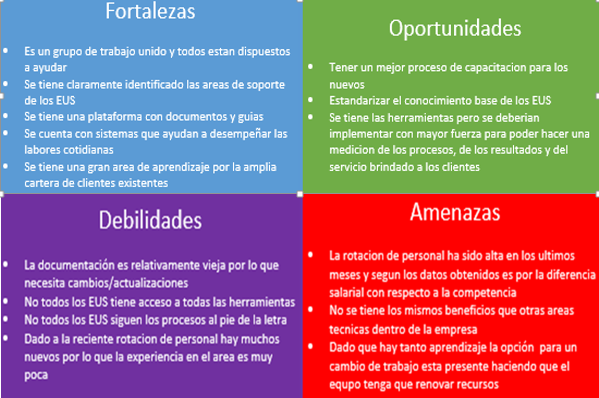 Fortalezas
• Es un grupo de trabajo unido y todos estan dispuestos
a ayudar
• Se tiene claramente identificado las areas de soporte
de los EUS
• Se tiene una plataforma con documentos y guias
• Se cuenta con sistemas que ayudan a desempeñar las
labores cotidianas
• Se tiene una gran area de aprendizaje por la amplia
cartera de clientes existentes
Oportunidades
• Tener un mejor proceso de capacitacion para los
nuevos
• Estandarizar el conocimiento base de los EUS
• Se tiene las herramientas pero se deberian
implementar con mayor fuerza para poder hacer una
medicion de los procesos, de los resultados y del
servicio brindado a los clientes
Debilidades
• La documentación es relativamente vieja por lo que
necesita cambios/actualizaciones
• No todos los EUS tiene acceso a todas las herramientas
• No todos los EUS siguen los procesos al pie de la letra
• Dado a la reciente rotacion de personal hay muchos
nuevos por lo que la experiencia en el area es muy
poca
Amenazas
• La rotacion de personal ha sido alta en los ultimos
meses y segun los datos obtenidos es por la diferencia
salarial con respecto a la competencia
• No se tiene los mismos beneficios que otras areas
tecnicas dentro de la empresa
• Dado que hay tanto aprendizaje la opción para un
cambio de trabajo esta presente haciendo que el
equpo tenga que renovar recursos